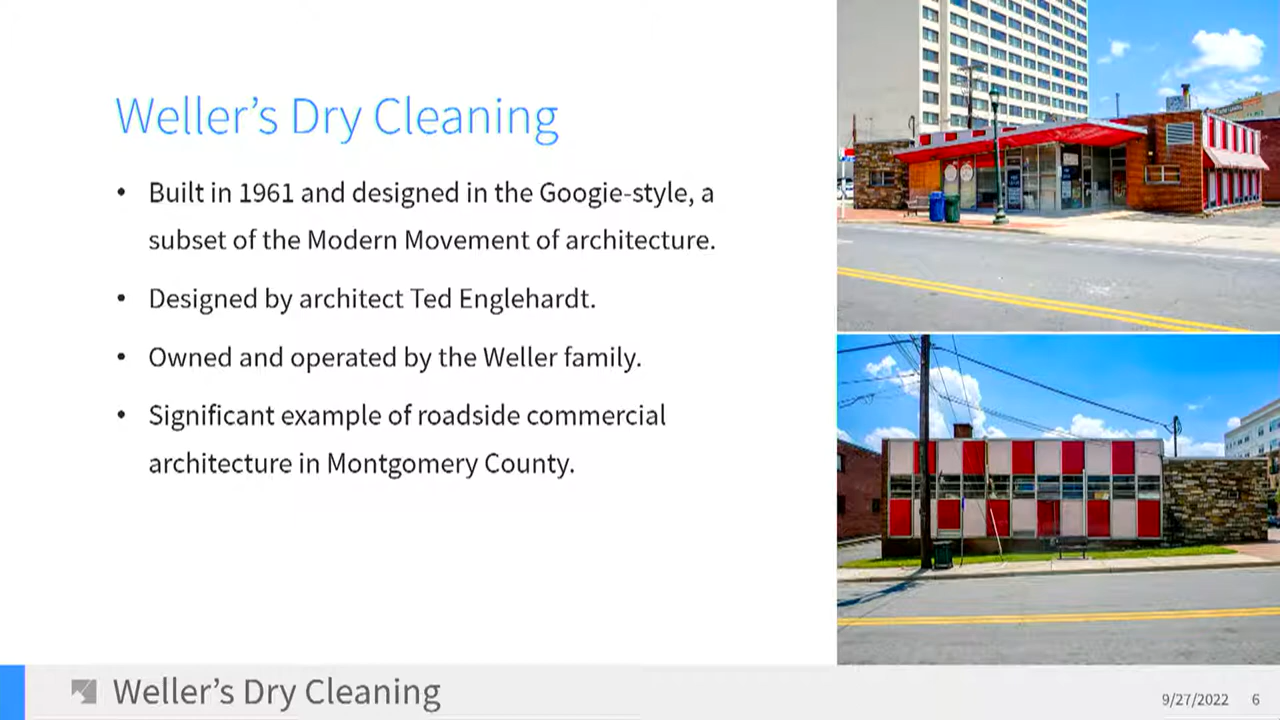 Weller’s Dry Cleaning
• Built in 1961 and designed in the Googie-style, a
subset of the Modern Movement of architecture.
• Designed by architect Ted Englehardt.
• Owned and operated by the Weller family.
• Significant example of roadside commercial
architecture in Montgomery County.
Weller’s Dry Cleaning
9/27/2022 6